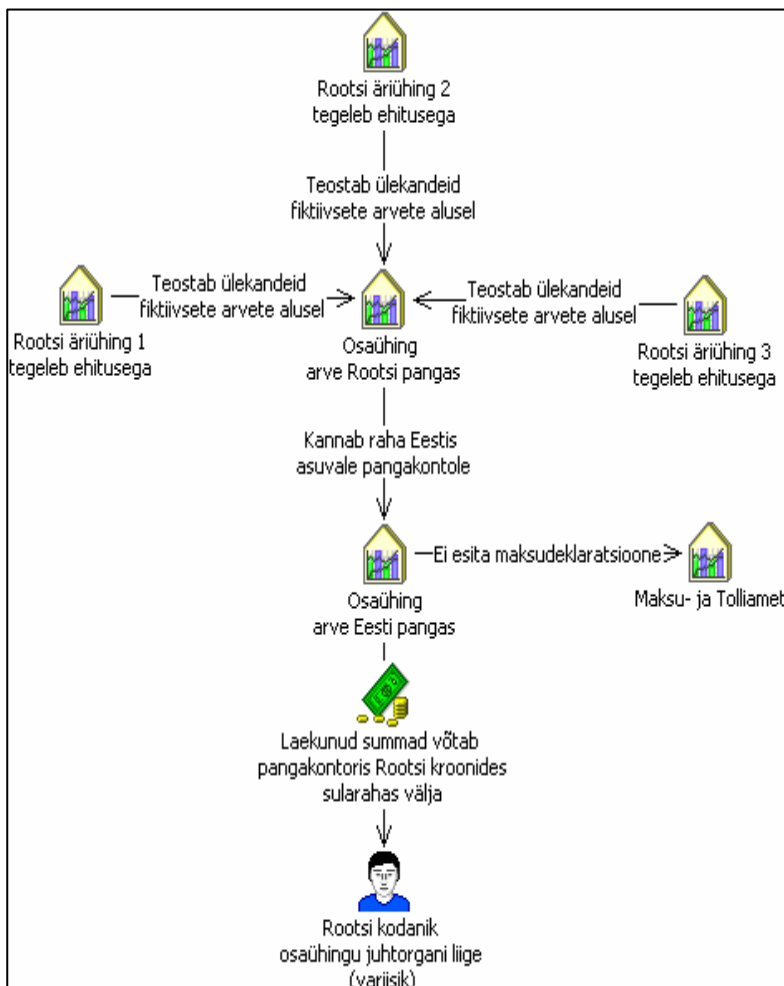 Rootsi äriühing 2
tegeleb ehitusega
Teostab ülekandeid
fiktiivsete arvete alusel
Teostab ülekandeid
fiktiivsete arvete alusel
Teostab ülekandeid
fiktiivsete arvete alusel
Rootsi äriühing 1
tegeleb ehitusega
Osaühing
arve Rootsi pangas
Rootsi äriühing 3
tegeleb ehitusega
Kannab raha Eestis
asuvale pangakontole
Ei esita maksudeklaratsioone
Osaühing
arve Eesti pangas
Maksu- ja Tolliamet
Laekunud summad võtab
pangakontoris Rootsi kroonides
sularahas välja
Rootsi kodanik
osaühingu juhtorgani liige
(variisik)